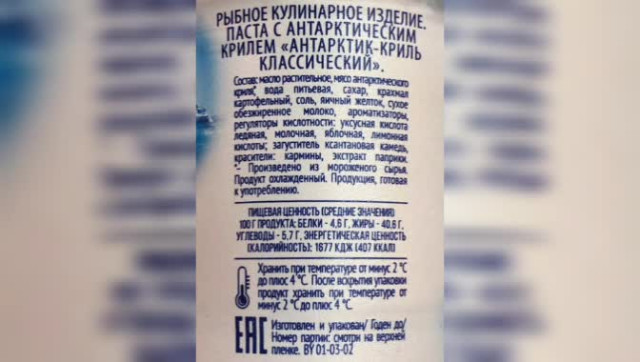 РЫБНОЕ КУЛИНАРНОЕ ИЗДЕЛИЕ.
ПАСТА С АНТАРКТИЧЕСКИМ
КРИЛЕМ «АНТАРКТИК-КРИЛЬ
КЛАССИЧЕСКИЙ».
Состав: масло растительное, мясо антарктического
криля*, вода питьевая, сахар, крахмал
картофельный, соль, яичный желток, сухое
обезжиренное молоко, ароматизаторы,
регуляторы кислотности: уксусная кислота
ледяная, молочная, яблочная, лимонная
кислоты; загуститель ксантановая камедь,
красители: кармины, экстракт паприки.
*- Произведено из мороженого сырья.
Продукт охлажденный. Продукция, готовая
к употреблению.
ПИЩЕВАЯ ЦЕННОСТЬ (СРЕДНИЕ ЗНАЧЕНИЯ)
100 Г ПРОДУКТА: БЕЛКИ - 4,6 Г, ЖИРЫ - 40,6 Г,
УГЛЕВОДЫ - 5,7 Г, ЭНЕРГЕТИЧЕСКАЯ ЦЕННОСТЬ
(КАЛОРИЙНОСТЬ): 1677 КДЖ (407 ККАЛ)
Хранить при температуре от минус 2 °С
до плюс 4 °С. После вскрытия упаковки
продукт хранить при температуре от
минус 2 °С до плюс 4 °С.
ЕАС Изготовлен и упакован/ Годен до/
Номер партии: смотри на верхней
пленке. BY 01-03-02